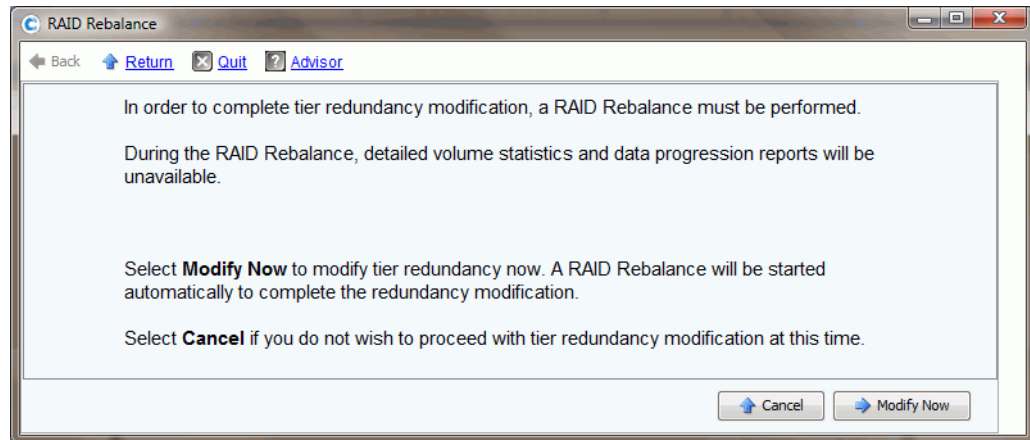 RAID Rebalance
Back Return Quit Advisor
In order to complete tier redundancy modification, a RAID Rebalance must be performed.
During the RAID Rebalance, detailed volume statistics and data progression reports will be
unavailable.
Select Modify Now to modify tier redundancy now. A RAID Rebalance will be started
automatically to complete the redundancy modification.
Select Cancel if you do not wish to proceed with tier redundancy modification at this time.
Cancel Modify Now